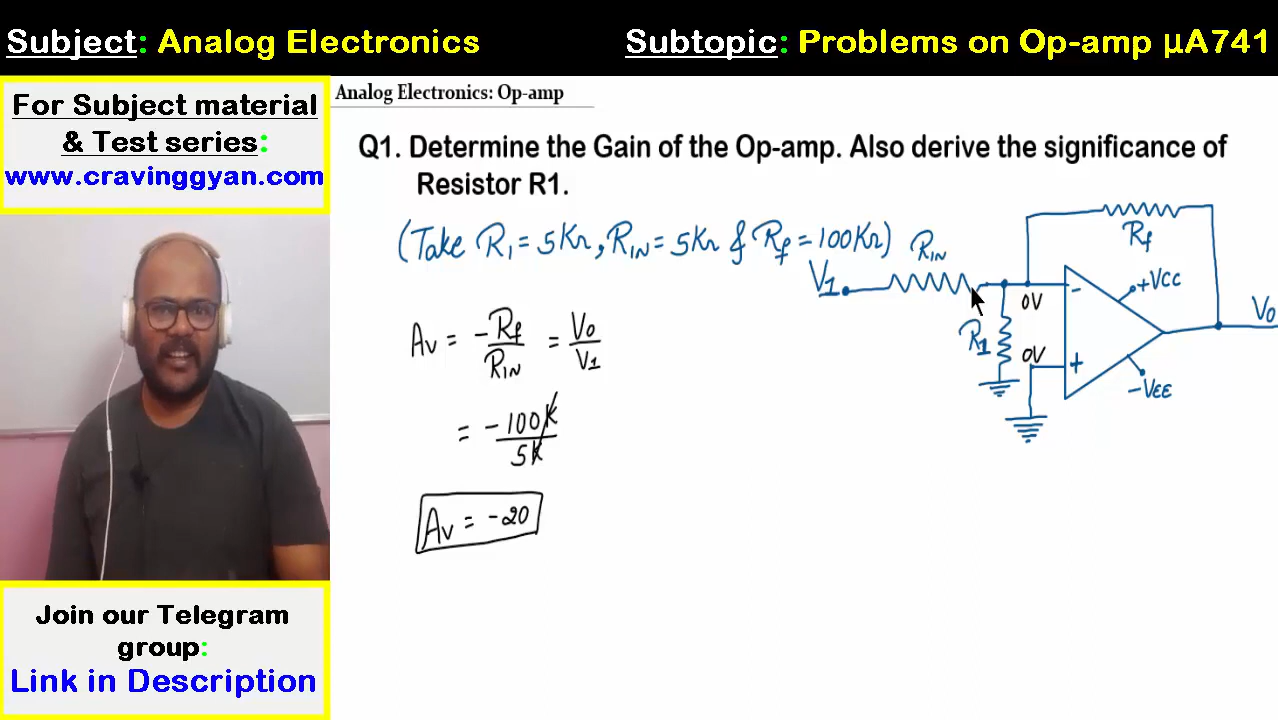 Subject: Analog Electronics
Subtopic: Problems on Op-amp µA741
For Subject material
& Test series:
www.cravinggyan.com
Analog Electronics: Op-amp
Q1. Determine the Gain of the Op-amp. Also derive the significance of
Resistor R1.
(Take R1 = 5KΩ, RIN = 5KΩ & Rf = 100KΩ)
RIN
Rf
V1
+VCC
-
0V
V0
R1
0V
+
-VEE
Av = -Rf/RIN = V0/V1
= -100K/5K
Av = -20
Join our Telegram
group:
Link in Description